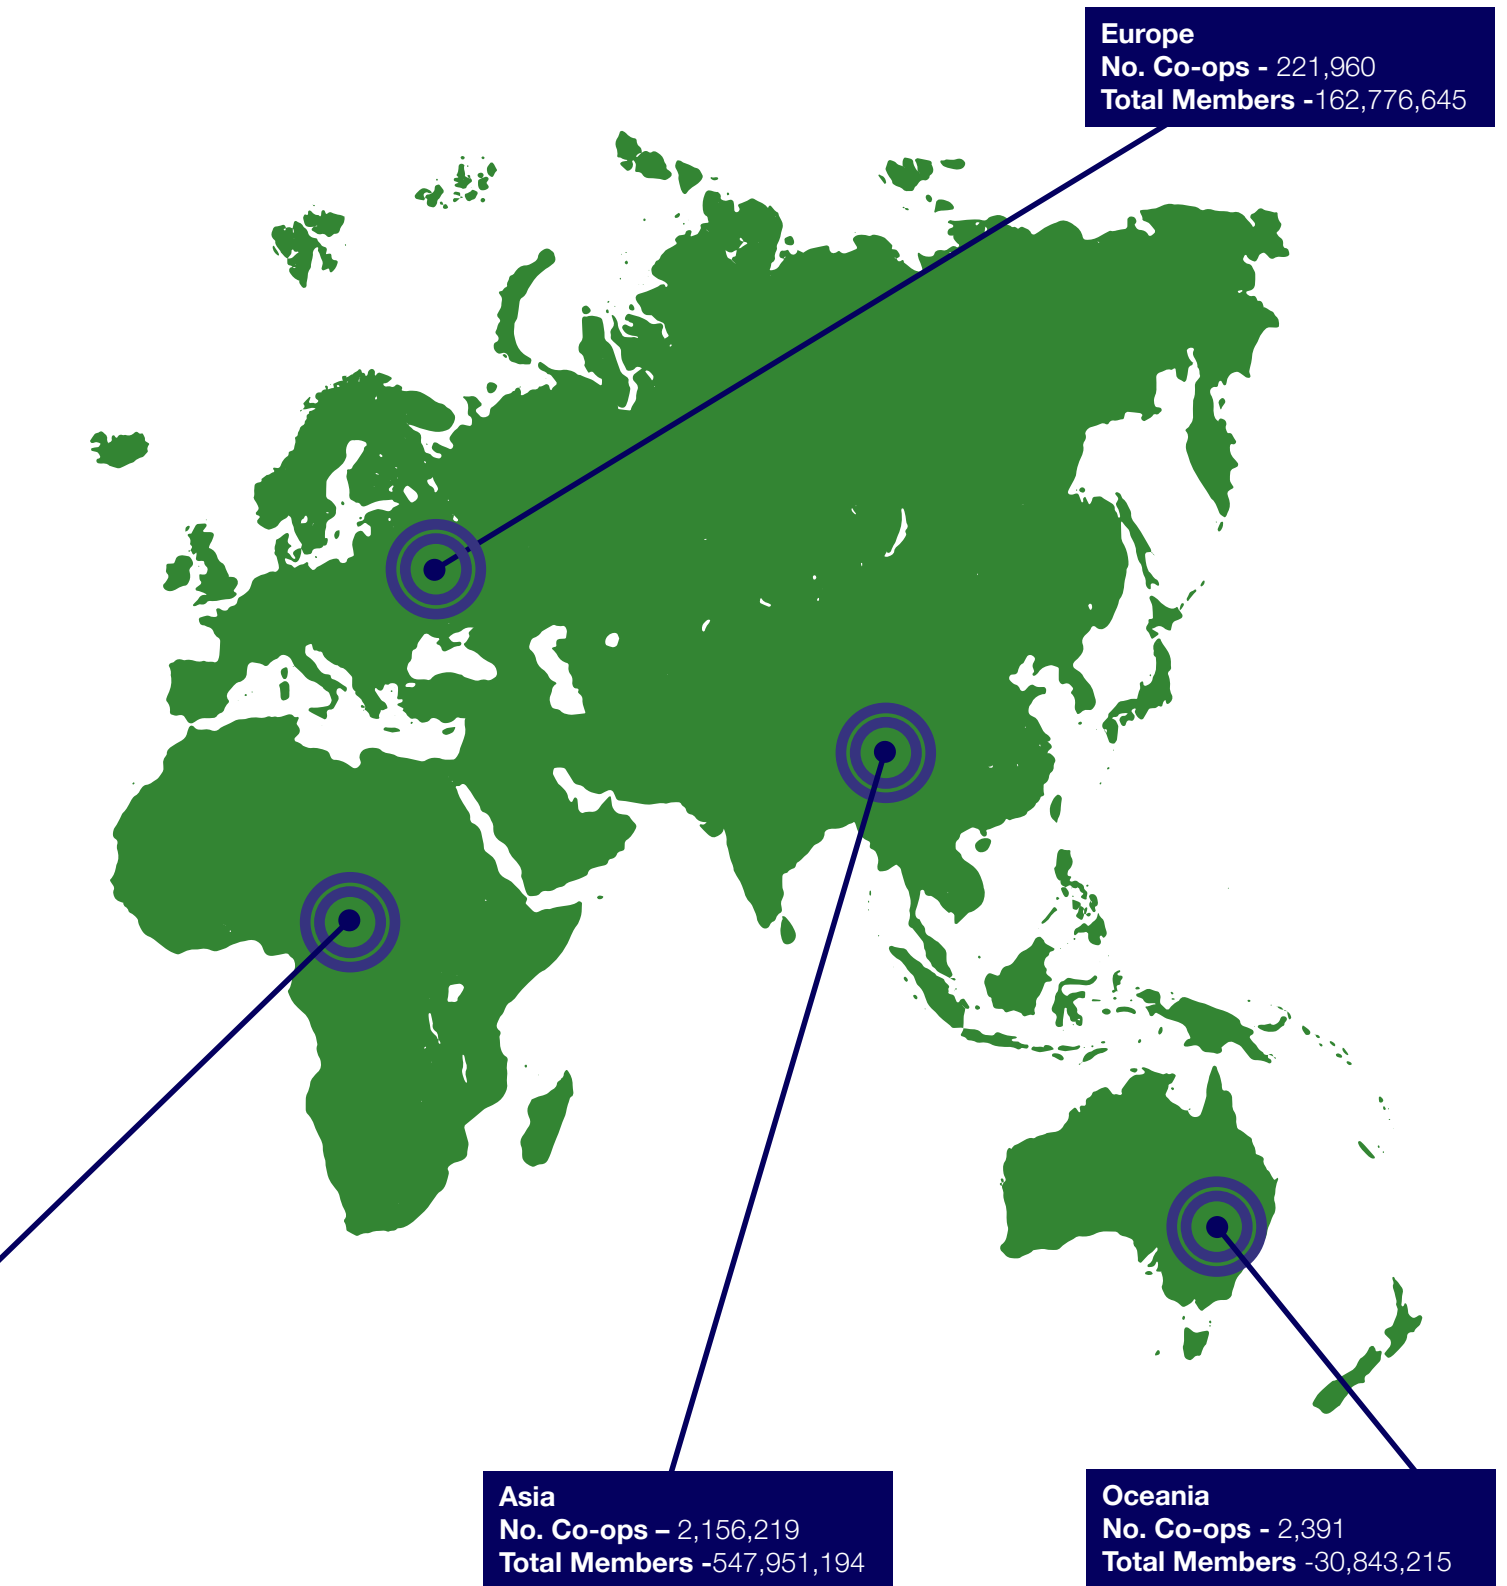 Europe
No. Co-ops - 221,960
Total Members -162,776,645
Asia
No. Co-ops – 2,156,219
Total Members -547,951,194
Oceania
No. Co-ops - 2,391
Total Members -30,843,215